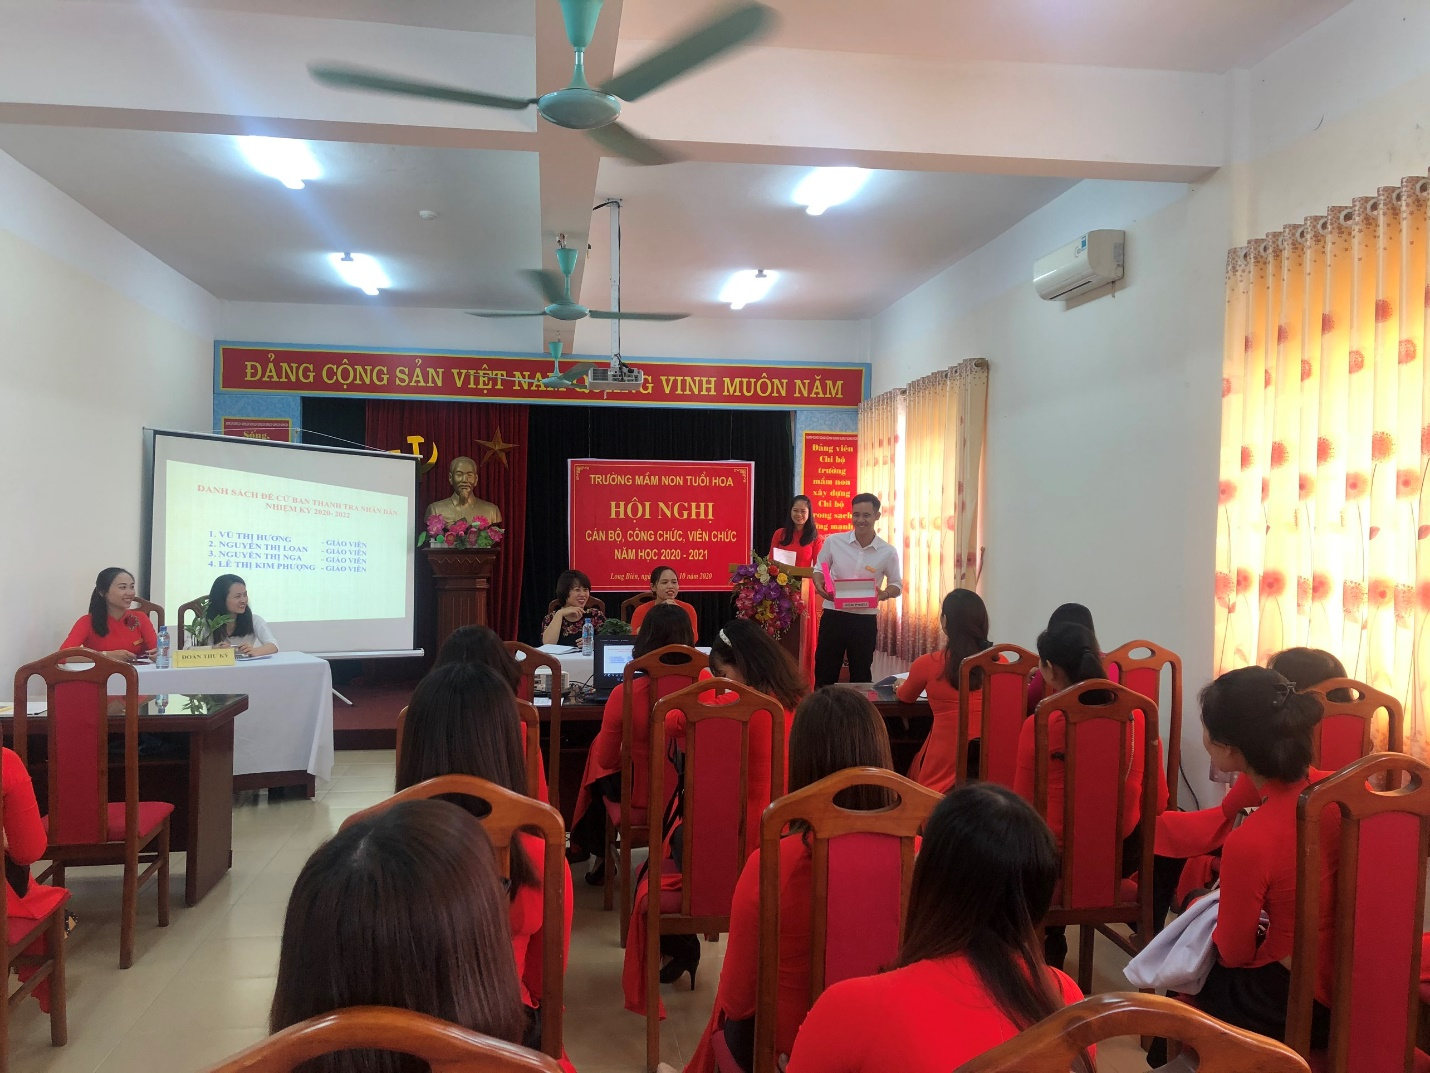 ĐẢNG CỘNG SẢN VIỆT NAM QUANG VINH MUÔN NĂM
Sống,
DANH SÁCH ĐỀ CỬ BAN THANH TRA NHÂN DÂN
NHIỆM KỲ 2020- 2022
1. VŨ THỊ HƯƠNG - GIÁO VIÊN
2. NGUYỄN THỊ LOAN - GIÁO VIÊN
3. NGUYỄN THỊ NGA - GIÁO VIÊN
4. LÊ THỊ KIM PHƯỢNG - GIÁO VIÊN
TRƯỜNG MẦM NON TUỔI HOA
HỘI NGHỊ
CÁN BỘ, CÔNG CHỨC, VIÊN CHỨC
NĂM HỌC 2020 - 2021
Long Biên, 10 năm 2020
Đảng viên
Chi bộ
trường
mầm non
xây dựng
Chi bộ
trong sạch
mạnh
ĐOÀN THƯ KÝ